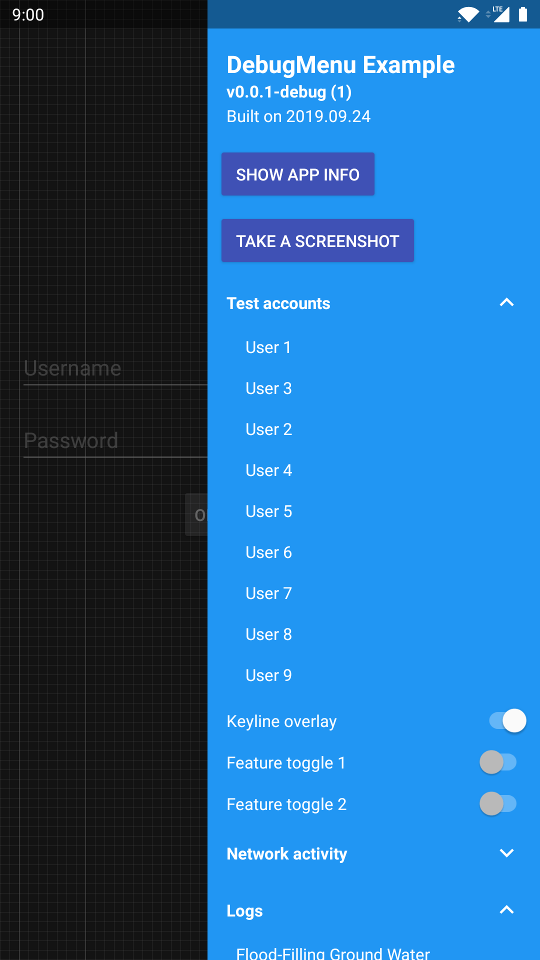 9:00
LTE
DebugMenu Example
v0.0.1-debug (1)
Built on 2019.09.24
SHOW APP INFO
TAKE A SCREENSHOT
Test accounts
User 1
User 3
User 2
User 4
User 5
User 6
User 7
User 8
User 9
Keyline overlay
Feature toggle 1
Feature toggle 2
Network activity
Logs
Flood-Filling Ground Water
Username
Password